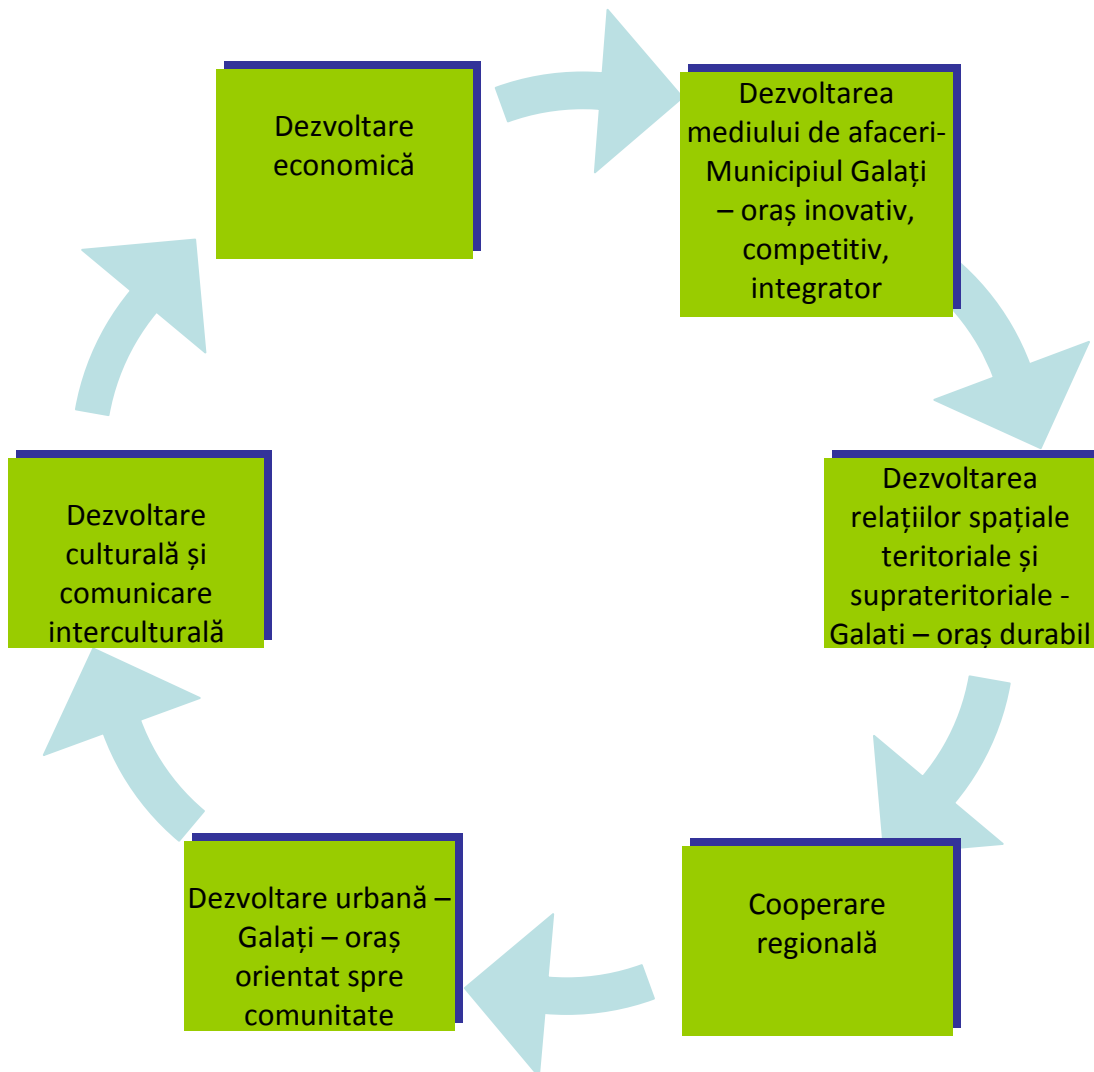 Dezvoltare
economică
Dezvoltarea
mediului de afaceri-
Municipiul Galați
– oraș inovativ,
competitiv,
integrator
Dezvoltarea
relațiilor spațiale
teritoriale și
suprateritoriale -
Galati – oraș durabil
Cooperare
regională
Dezvoltare urbană –
Galați – oraș
orientat spre
comunitate
Dezvoltare
culturală și
comunicare
interculturală